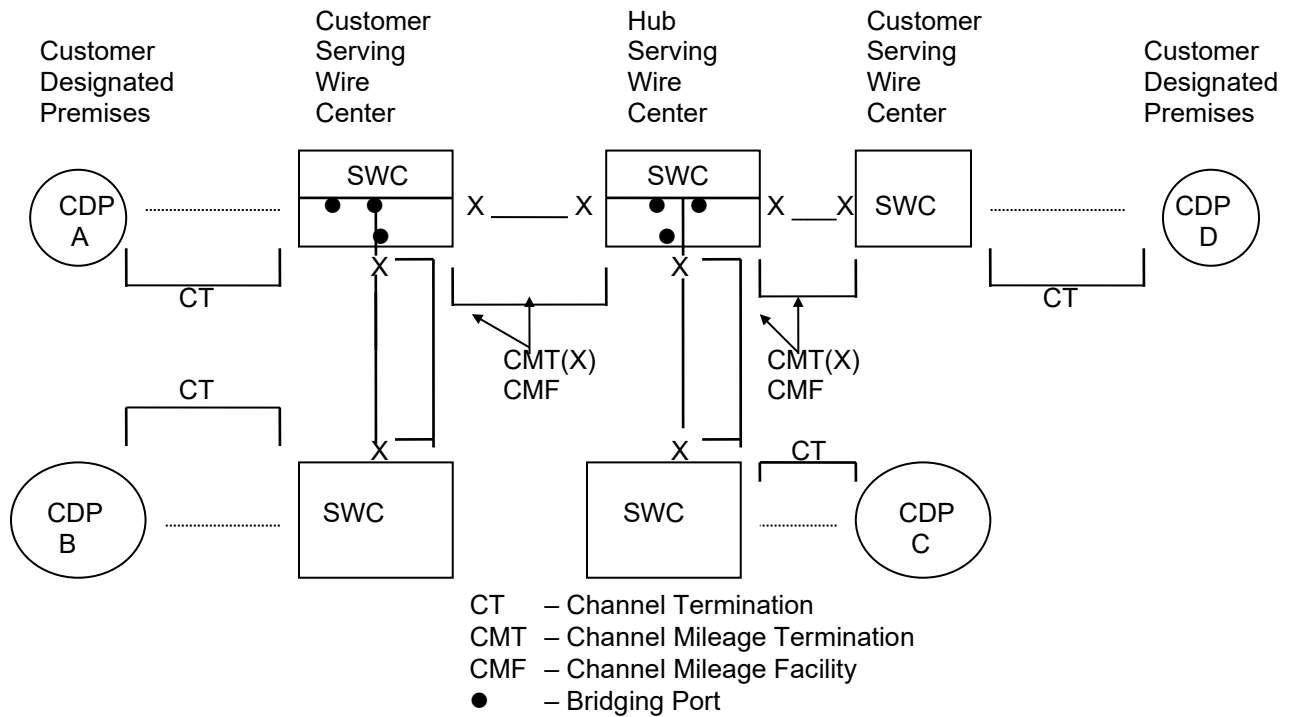 Customer
Designated
Premises
Customer
Serving
Wire
Center
Hub
Serving
Wire
Center
Customer
Serving
Wire
Center
Customer
Designated
Premises
CDP
A
SWC
X
X
SWC
X
X
SWC
CDP
D
CT
X
X
CT
CMT(X)
CMF
CMT(X)
CMF
CT
X
X
CT
CDP
B
SWC
SWC
CDP
C
CT – Channel Termination
CMT – Channel Mileage Termination
CMF – Channel Mileage Facility
● – Bridging Port